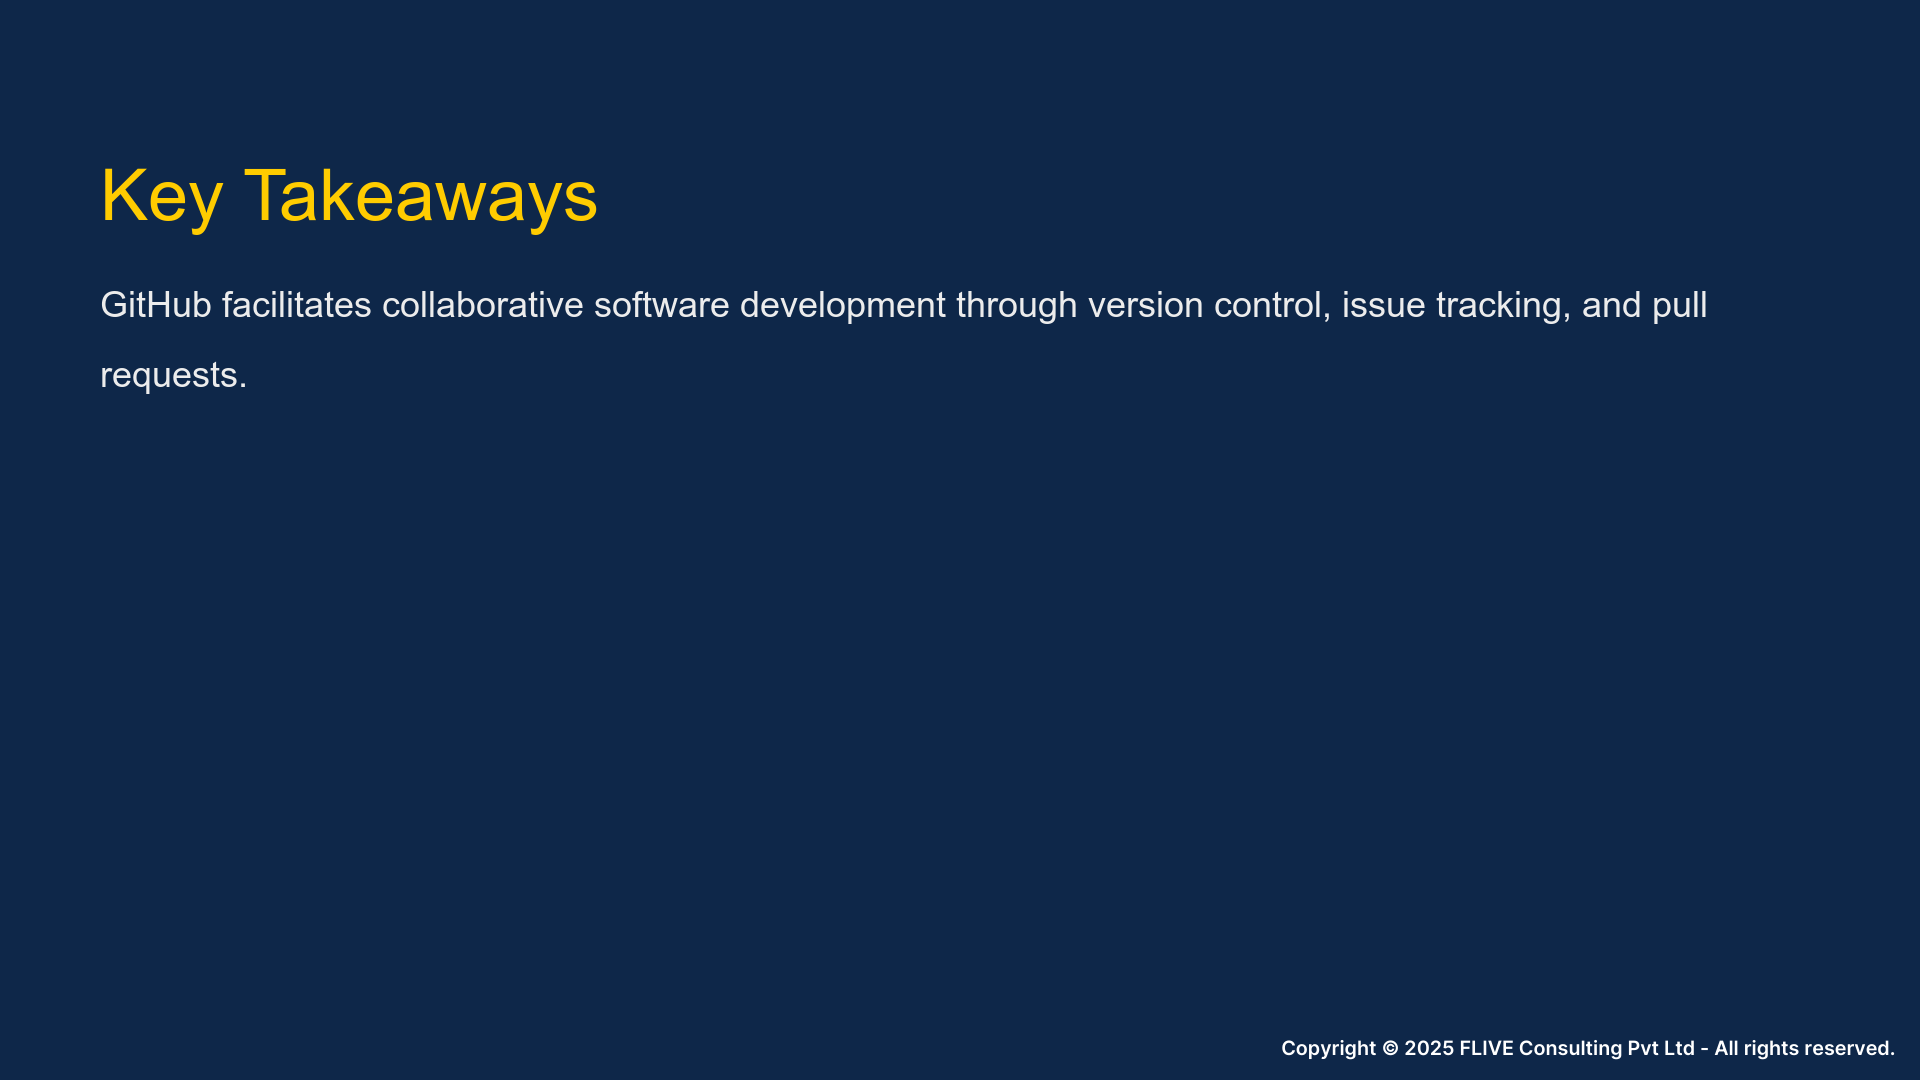 Key Takeaways
GitHub facilitates collaborative software development through version control, issue tracking, and pull
requests.
Copyright © 2025 FLIVE Consulting Pvt Ltd - All rights reserved.